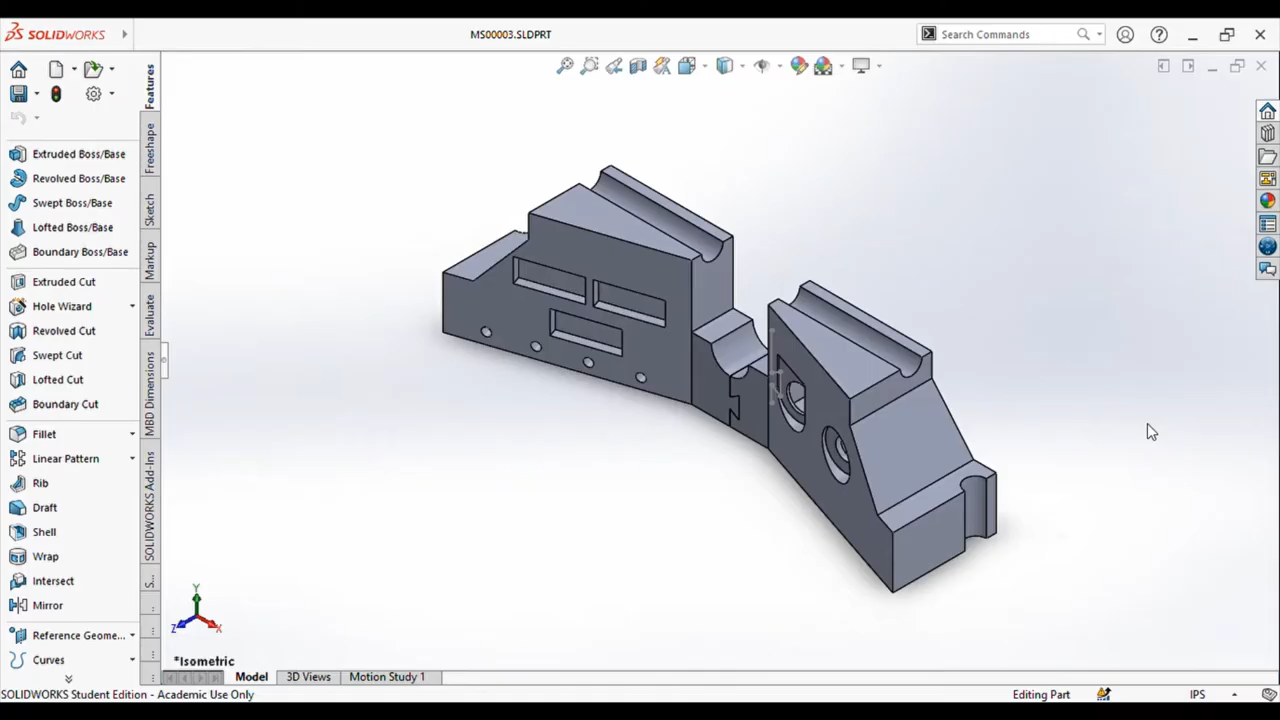 SOLIDWORKS
MS00003.SLDPRT
Search Commands
Features
Freeshape
Sketch
Markup
Evaluate
MBD Dimensions
SOLIDWORKS Add-Ins
S...
Extruded Boss/Base
Revolved Boss/Base
Swept Boss/Base
Lofted Boss/Base
Boundary Boss/Base
Extruded Cut
Hole Wizard
Revolved Cut
Swept Cut
Lofted Cut
Boundary Cut
Fillet
Linear Pattern
Rib
Draft
Shell
Wrap
Intersect
Mirror
Reference Geome...
Curves
Y
Z
X
*Isometric
Model
3D Views
Motion Study 1
SOLIDWORKS Student Edition - Academic Use Only
Editing Part
IPS